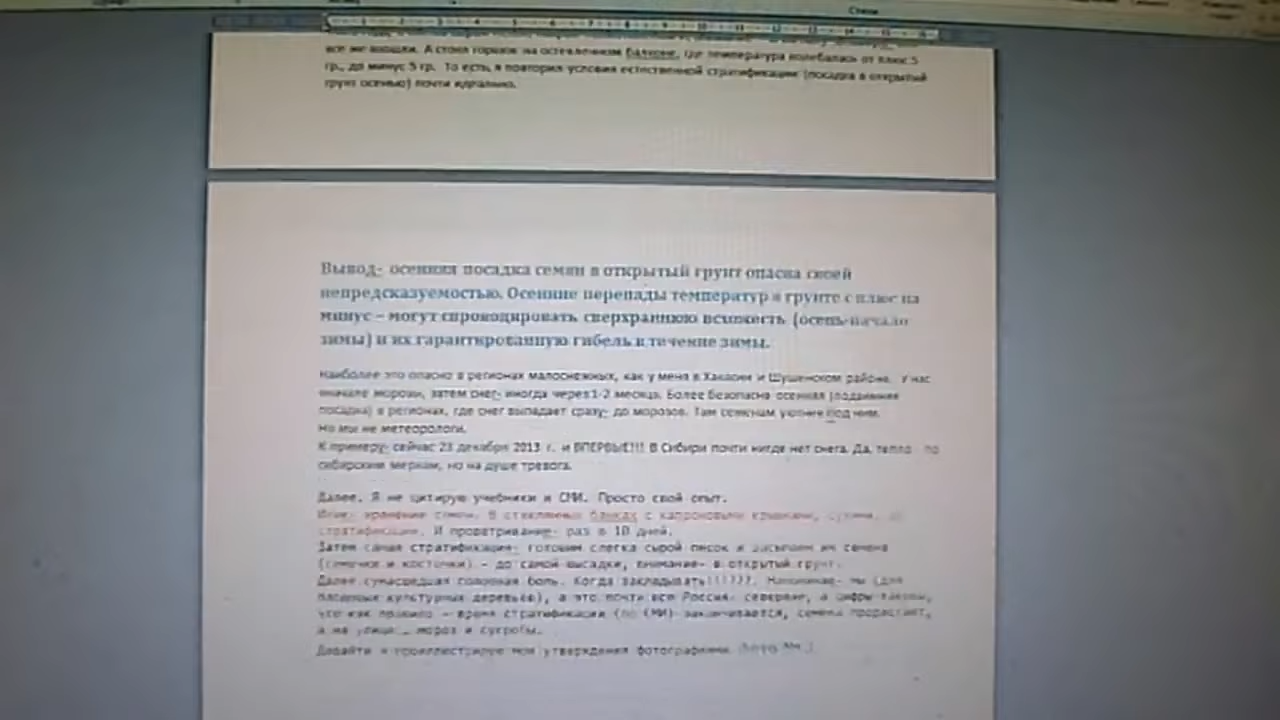 все же взошли. А стоял горшок на остекленном балконе, где температура колебалась от плюс 5
гр., до минус 5 гр. То есть, я повторил условия естественной стратификации (посадка в открытый
грунт осенью) почти идеально.
Вывод- осенняя посадка семян в открытый грунт опасна своей
непредсказуемостью. Осенние перепады температур в грунте с плюс на
минус – могут спроводировать сверхраннюю всхожесть (осень-начало
зимы) и их гарантированную гибель в течение зимы.
Наиболее это опасно в регионах малоснежных, как у меня в Хакасии и Шушенском районе. У нас
вначале морозы, затем снег- иногда через 1-2 месяца. Более безопасна осенняя (подзимняя
посадка) в регионах, где снег выпадает сразу- до морозов. Там семенам уютнее под ним.
Но мы не метеорологи.
К примеру- сейчас 23 декабря 2013 г. и ВПЕРВЫЕ!!! В Сибири почти нигде нет снега. Да, тепло по
сибирским меркам, но на душе тревога.
Далее. Я не цитирую учебники и СМИ. Просто свой опыт.
Итак- хранение семян. В стеклянных банках с капроновыми крышками, сухими, до
стратификации. И проветривание- раз в 10 дней.
Затем самая стратификация- готовим слегка сырой песок и засыпаем им семена
(семечки и косточки) – до самой высадки, внимание- в открытый грунт.
Далее сумасшедшая головная боль. Когда закладывать!!!???. Напоминаю- мы (для
плодовых культурных деревьев), а это почти вся Россия- северяне, а цифры таковы,
что как правило – время стратификации (по СМИ) заканчивается, семена прорастают,
а на улице мороз и сугробы.
Давайте я проиллюстрирую мои утверждения фотографиями